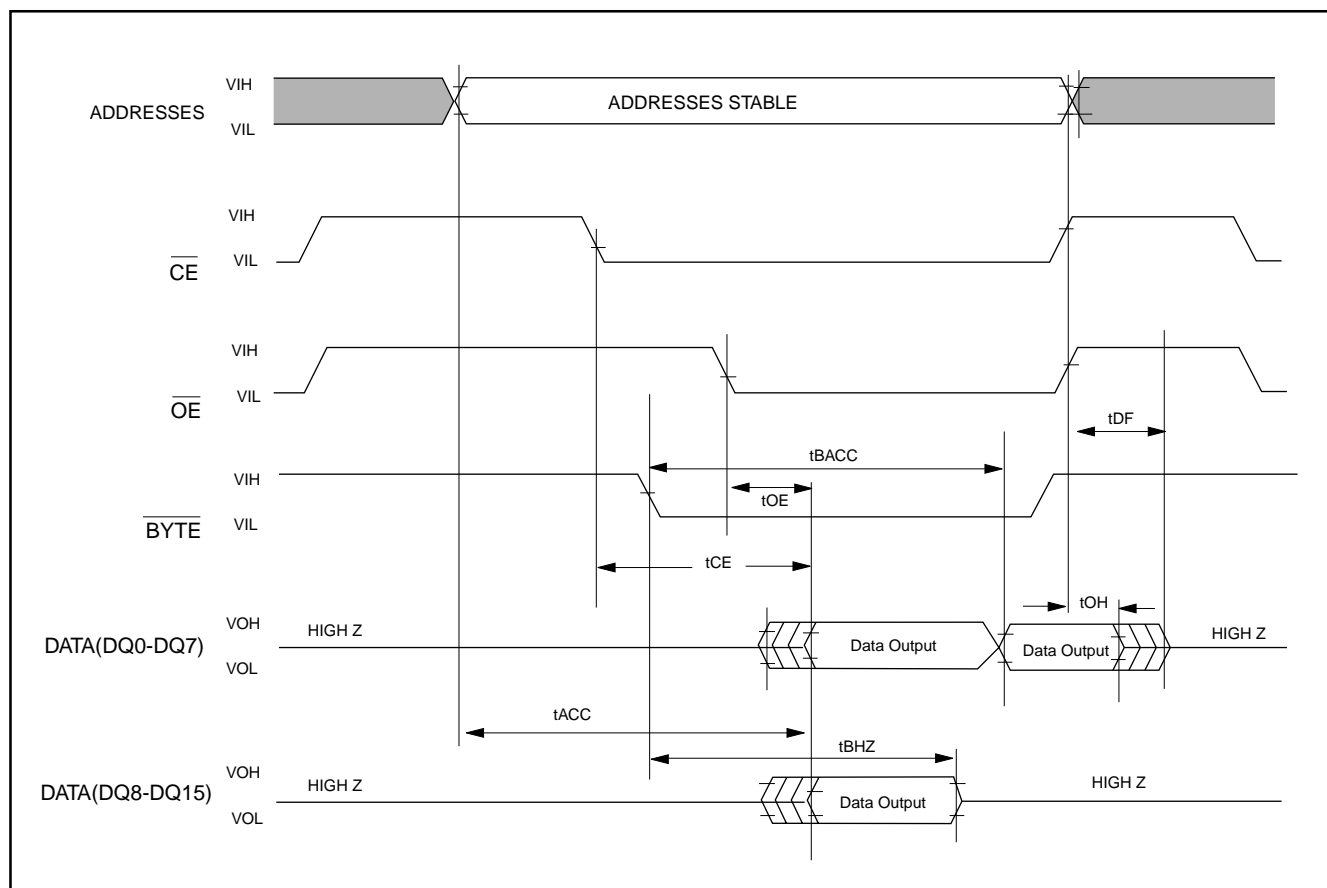 VIH
ADDRESSES
ADDRESSES STABLE
VIL
VIH
CE
VIL
VIH
OE
VIL
tDF
tBACC
VIH
tOE
BYTE
VIL
tCE
tOH
VOH
DATA(DQ0-DQ7)
HIGH Z
Data Output
Data Output
HIGH Z
VOL
tACC
tBHZ
VOH
DATA(DQ8-DQ15)
HIGH Z
Data Output
HIGH Z
VOL